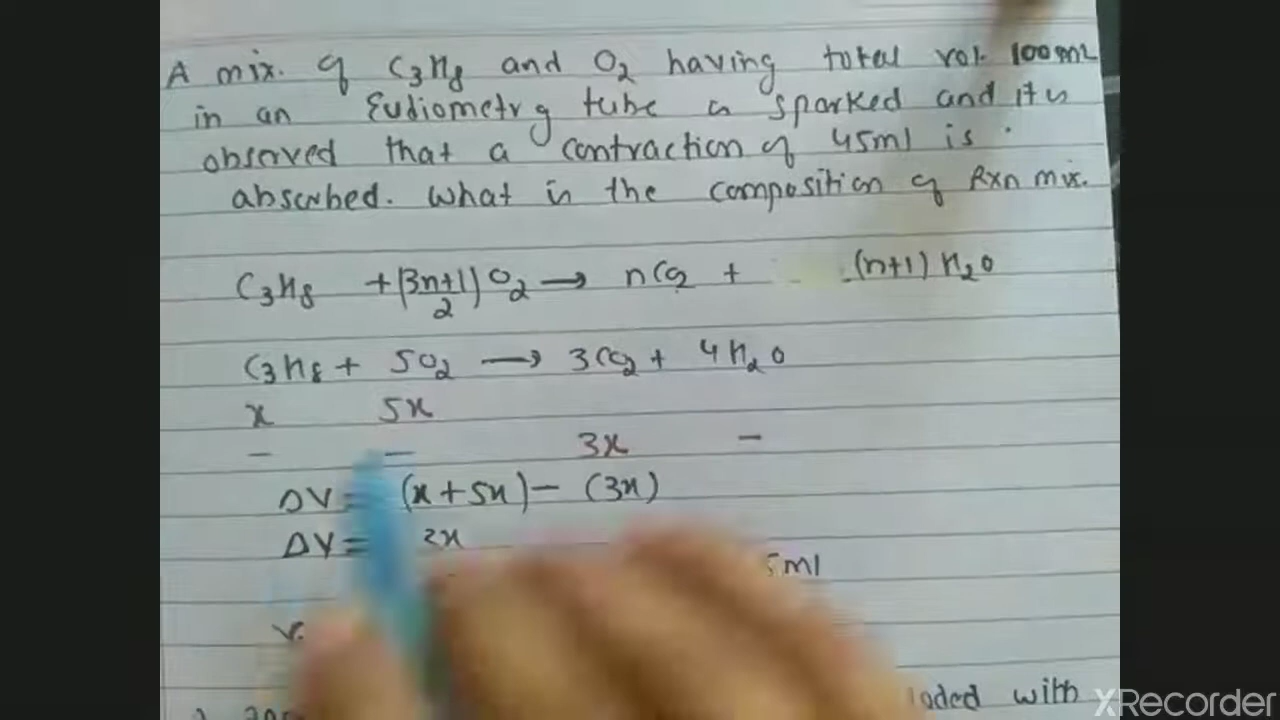 A mix. of C3H8 and O2 having total vol. 100mL
in an Eudiometry tube is sparked and it is
observed that a contraction of 45ml is
absorbed. What is the composition of Rxn mix.
C3H8 + (3n+1)/2 O2 → nCO2 + (n+1) H2O
C3H8 + 5O2 → 3CO2 + 4H2O
x 5x
– – 3x –
ΔV = (x + 5x) – (3x)
ΔV = 3x
5ml
loded with
XRecorder